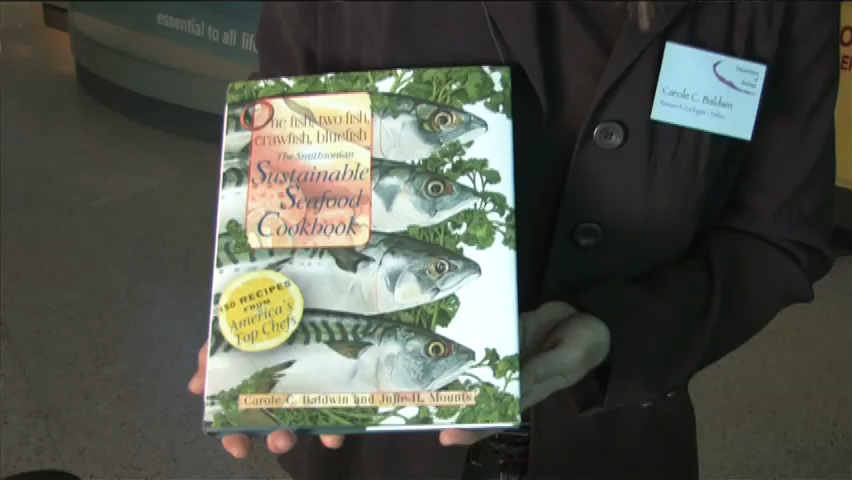 essential to all life
One fish, two fish,
crawfish, bluefish
The Smithsonian
Sustainable
Seafood
Cookbook
150 RECIPES
FROM
America's
Top Chefs
Carole C. Baldwin and Julie H. Mounts
Carole C. Baldwin